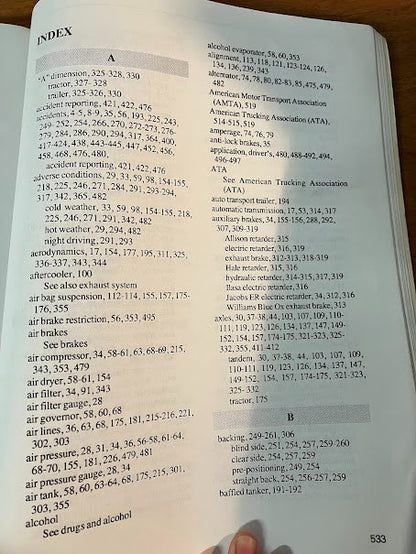 INDEX
A
"A" dimension, 325-328, 330
tractor, 327-328
trailer, 325-326, 330
accident reporting, 421, 422, 476
accidents, 4-5, 8-9, 35, 56, 193, 225, 243,
249, 252, 254, 266, 270, 272-273, 276-
279, 284, 286, 290, 294, 317, 364, 400,
417-424, 438, 443-445, 447, 452, 456,
458, 468, 476, 480,
accident reporting, 421, 422, 476
adverse conditions, 29, 33, 59, 98, 154-155,
218, 225, 246, 271, 284, 291, 293-294,
317, 342, 365, 482
cold weather, 33, 59, 98, 154-155, 218,
225, 246, 271, 291, 342, 482
hot weather, 29, 294, 482
night driving, 291, 293
aerodynamics, 17, 154, 177, 195, 311, 325,
336-337, 343, 344
aftercooler, 100
See also exhaust system
air bag suspension, 112-114, 155, 157, 175-
176, 355
air brake restriction, 56, 353, 495
air brakes
See brakes
air compressor, 34, 58-61, 63, 68-69, 215,
343, 353, 479
air dryer, 58-61, 154
air filter, 34, 91, 343
air filter gauge, 28
air governor, 58, 60, 68
air lines, 36, 63, 68, 175, 181, 215-216, 221,
302, 303
air pressure, 28, 31, 34, 36, 56-58, 61-64,
68-70, 155, 181, 226, 479, 481
air pressure gauge, 28, 34
air tank, 58, 60, 63-64, 68, 175, 215, 301,
303, 355
alcohol
See drugs and alcohol
alcohol evaporator, 58, 60, 353
alignment, 113, 118, 121, 123-124, 126,
134, 136, 239, 343
alternator, 74, 78, 80, 82-83, 85, 475, 479,
482
American Motor Transport Association
(AMTA), 519
American Trucking Association (ATA),
514-515, 519
amperage, 74, 76, 79
anti-lock brakes, 35
application, driver's, 480, 488-492, 494,
496-497
ATA
See American Trucking Association
(ATA)
auto transport trailer, 194
automatic transmission, 17, 53, 314, 317
auxiliary brakes, 34, 155-156, 288, 292,
307, 309-319
Allison retarder, 315
electric retarder, 316, 319
exhaust brake, 312-313, 318-319
Hale retarder, 315, 316
hydraulic retarder, 314-315, 317, 319
Ilasa electric retarder, 316
Jacobs ER electric retarder, 34, 312, 316
Williams Blue Ox exhaust brake, 313
axles, 30, 37-38, 44, 103, 107, 109, 110-
111, 119, 123, 126, 134, 137, 147, 149-
152, 154, 157, 174-175, 321-323, 325-
332, 355, 411-412
tandem, 30, 37-38, 44, 103, 107, 109,
110-111, 119, 123, 126, 134, 137, 147,
149-152, 154, 157, 174-175, 321-323,
325-332
tractor, 175
B
backing, 249-261, 306
blind side, 251, 254, 257, 259-260
clear side, 254, 257, 259
pre-positioning, 249, 254
straight back, 254, 256-257, 259
baffled tanker, 191-192
533